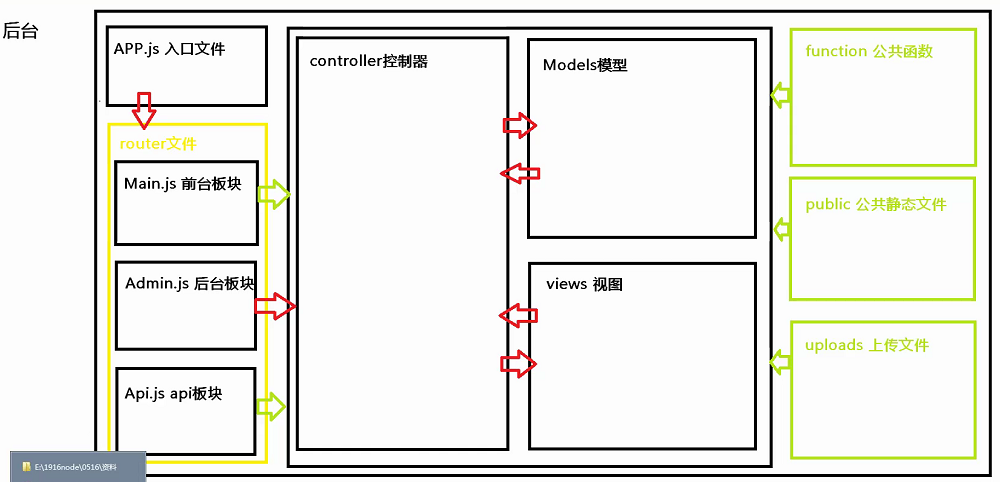 后台
APP.js 入口文件
router文件
Main.js 前台板块
Admin.js 后台板块
Api.js api板块
controller控制器
Models模型
views 视图
function 公共函数
public 公共静态文件
uploads 上传文件
E:\1916node\0516\资料